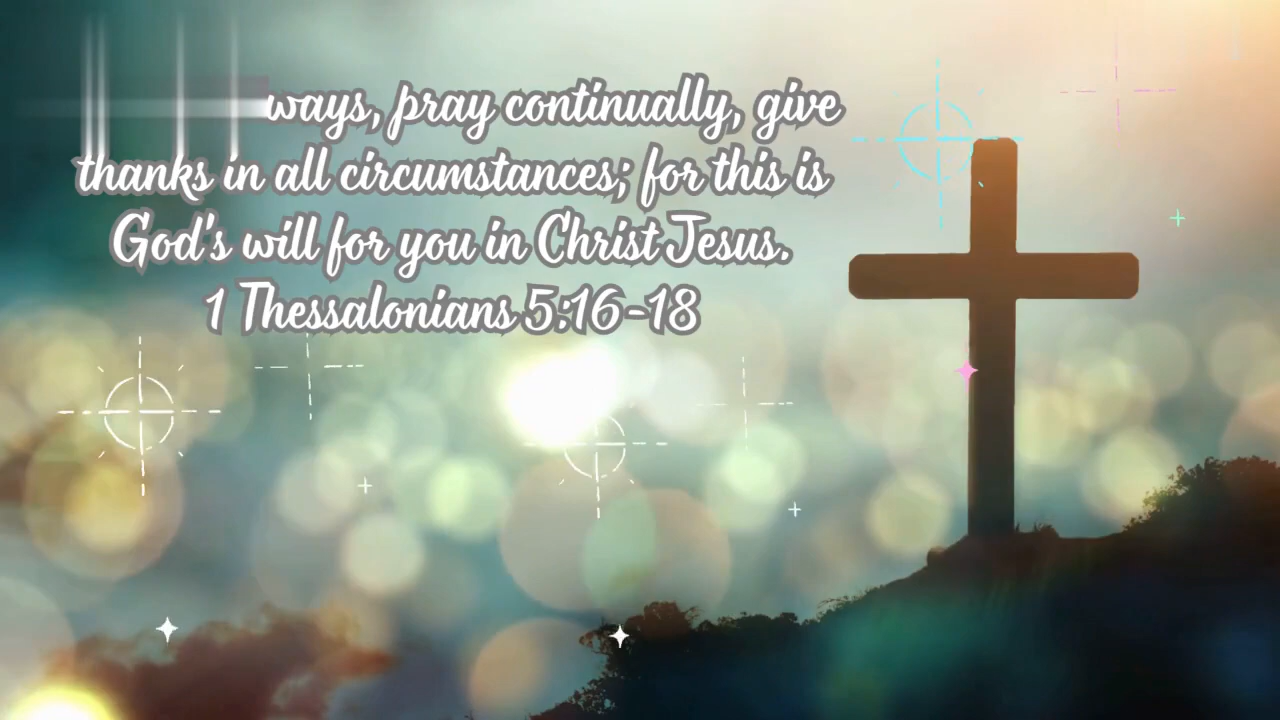 ways, pray continually, give
thanks in all circumstances; for this is
God's will for you in Christ Jesus.
1 Thessalonians 5:16-18